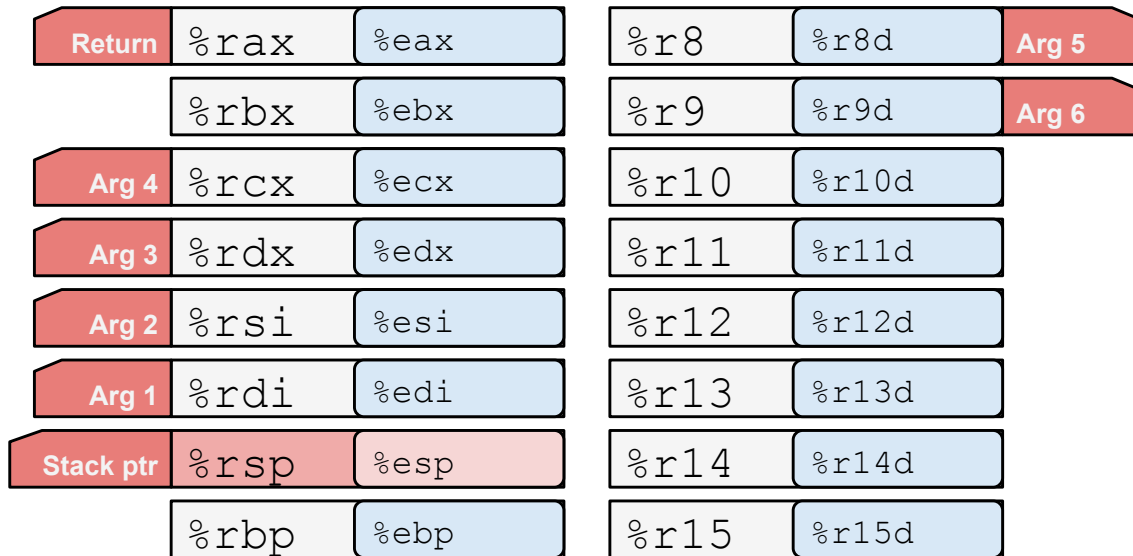 Return %rax %eax %r8 %r8d Arg 5
%rbx %ebx %r9 %r9d Arg 6
Arg 4 %rcx %ecx %r10 %r10d
Arg 3 %rdx %edx %r11 %r11d
Arg 2 %rsi %esi %r12 %r12d
Arg 1 %rdi %edi %r13 %r13d
Stack ptr %rsp %esp %r14 %r14d
%rbp %ebp %r15 %r15d